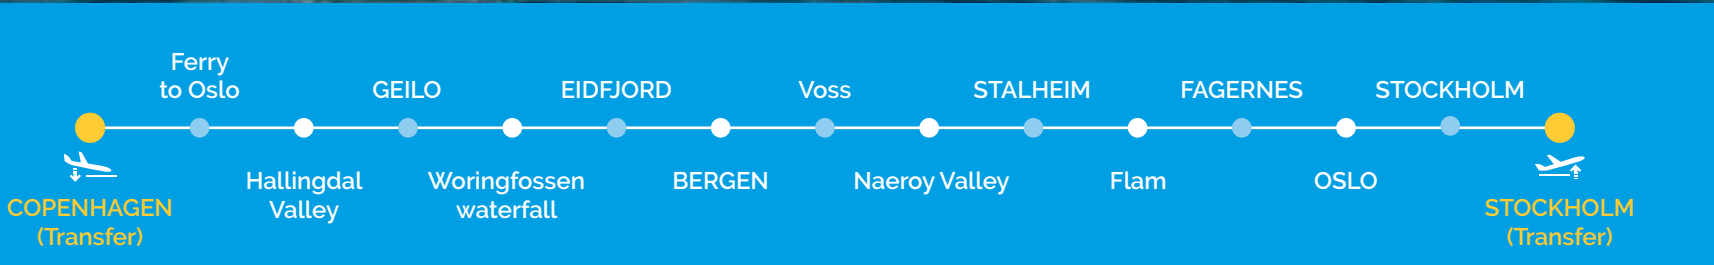 COPENHAGEN
(Transfer)
Ferry
to Oslo
Hallingdal
Valley
GEILO
Woringfossen
waterfall
EIDFJORD
BERGEN
Voss
Naeroy Valley
STALHEIM
Flam
FAGERNES
OSLO
STOCKHOLM
STOCKHOLM
(Transfer)